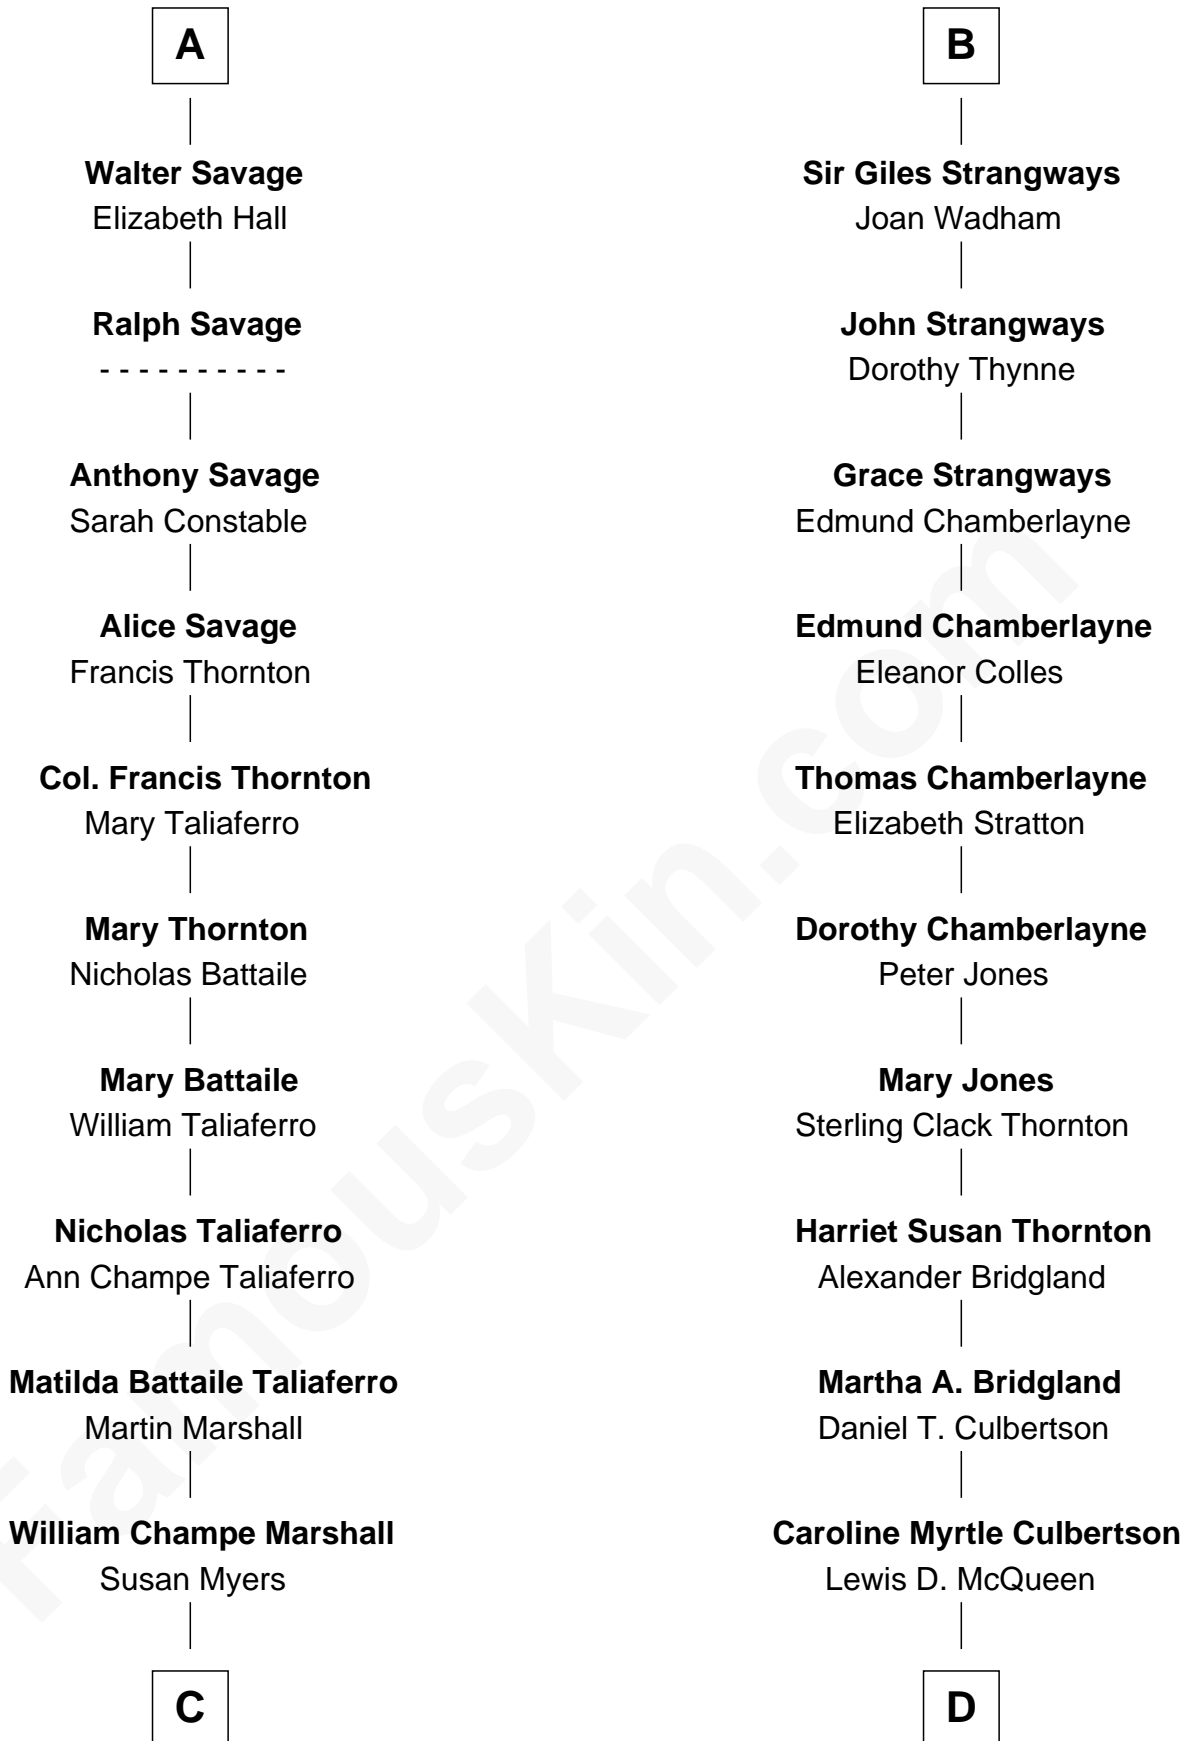 A
Walter Savage
Elizabeth Hall
Ralph Savage
- - - - - - - - - -
Anthony Savage
Sarah Constable
Alice Savage
Francis Thornton
Col. Francis Thornton
Mary Taliaferro
Mary Thornton
Nicholas Battaile
Mary Battaile
William Taliaferro
Nicholas Taliaferro
Ann Champe Taliaferro
Matilda Battaile Taliaferro
Martin Marshall
William Champe Marshall
Susan Myers
C
B
Sir Giles Strangways
Joan Wadham
John Strangways
Dorothy Thynne
Grace Strangways
Edmund Chamberlayne
Edmund Chamberlayne
Eleanor Colles
Thomas Chamberlayne
Elizabeth Stratton
Dorothy Chamberlayne
Peter Jones
Mary Jones
Sterling Clack Thornton
Harriet Susan Thornton
Alexander Bridgland
Martha A. Bridgland
Daniel T. Culbertson
Caroline Myrtle Culbertson
Lewis D. McQueen
D
FamousKin.com